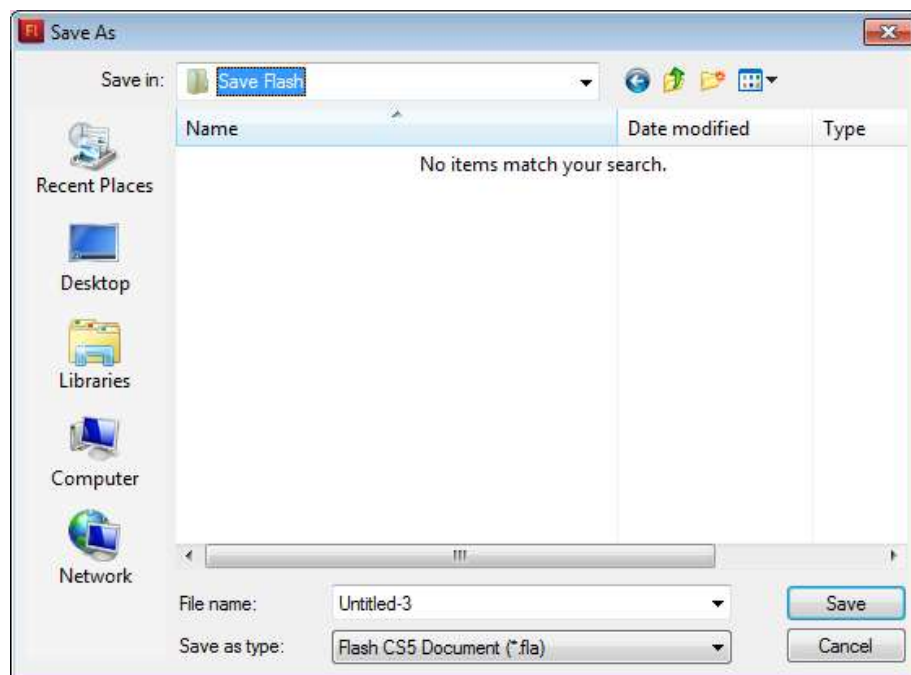 FL Save As
Save in: Save Flash
Name Date modified Type
No items match your search.
Recent Places
Desktop
Libraries
Computer
Network
File name: Untitled-3 Save
Save as type: Flash CS5 Document (*.fla) Cancel